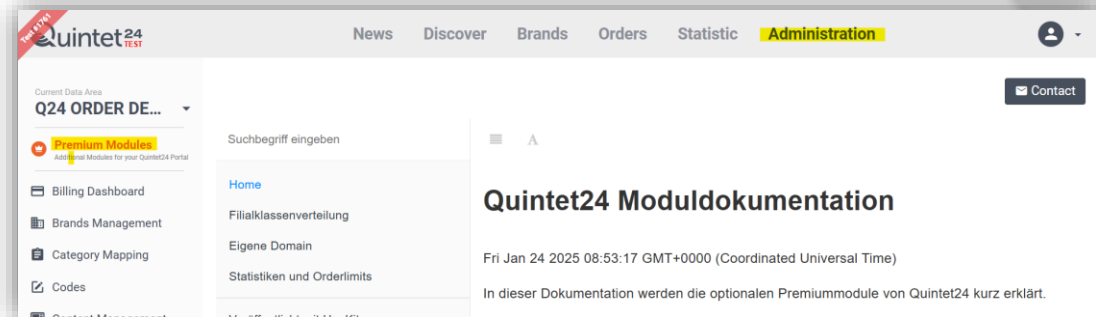 Test #1761
Quintet24
TEST
News Discover Brands Orders Statistic Administration
Contact
Current Data Area
Q24 ORDER DE...
Premium Modules
Additional Modules for your Quintet24 Portal
Billing Dashboard
Brands Management
Category Mapping
Codes
Suchbegriff eingeben
Home
Filialklassenverteilung
Eigene Domain
Statistiken und Orderlimits
A
Quintet24 Moduldokumentation
Fri Jan 24 2025 08:53:17 GMT+0000 (Coordinated Universal Time)
In dieser Dokumentation werden die optionalen Premiummodule von Quintet24 kurz erklärt.